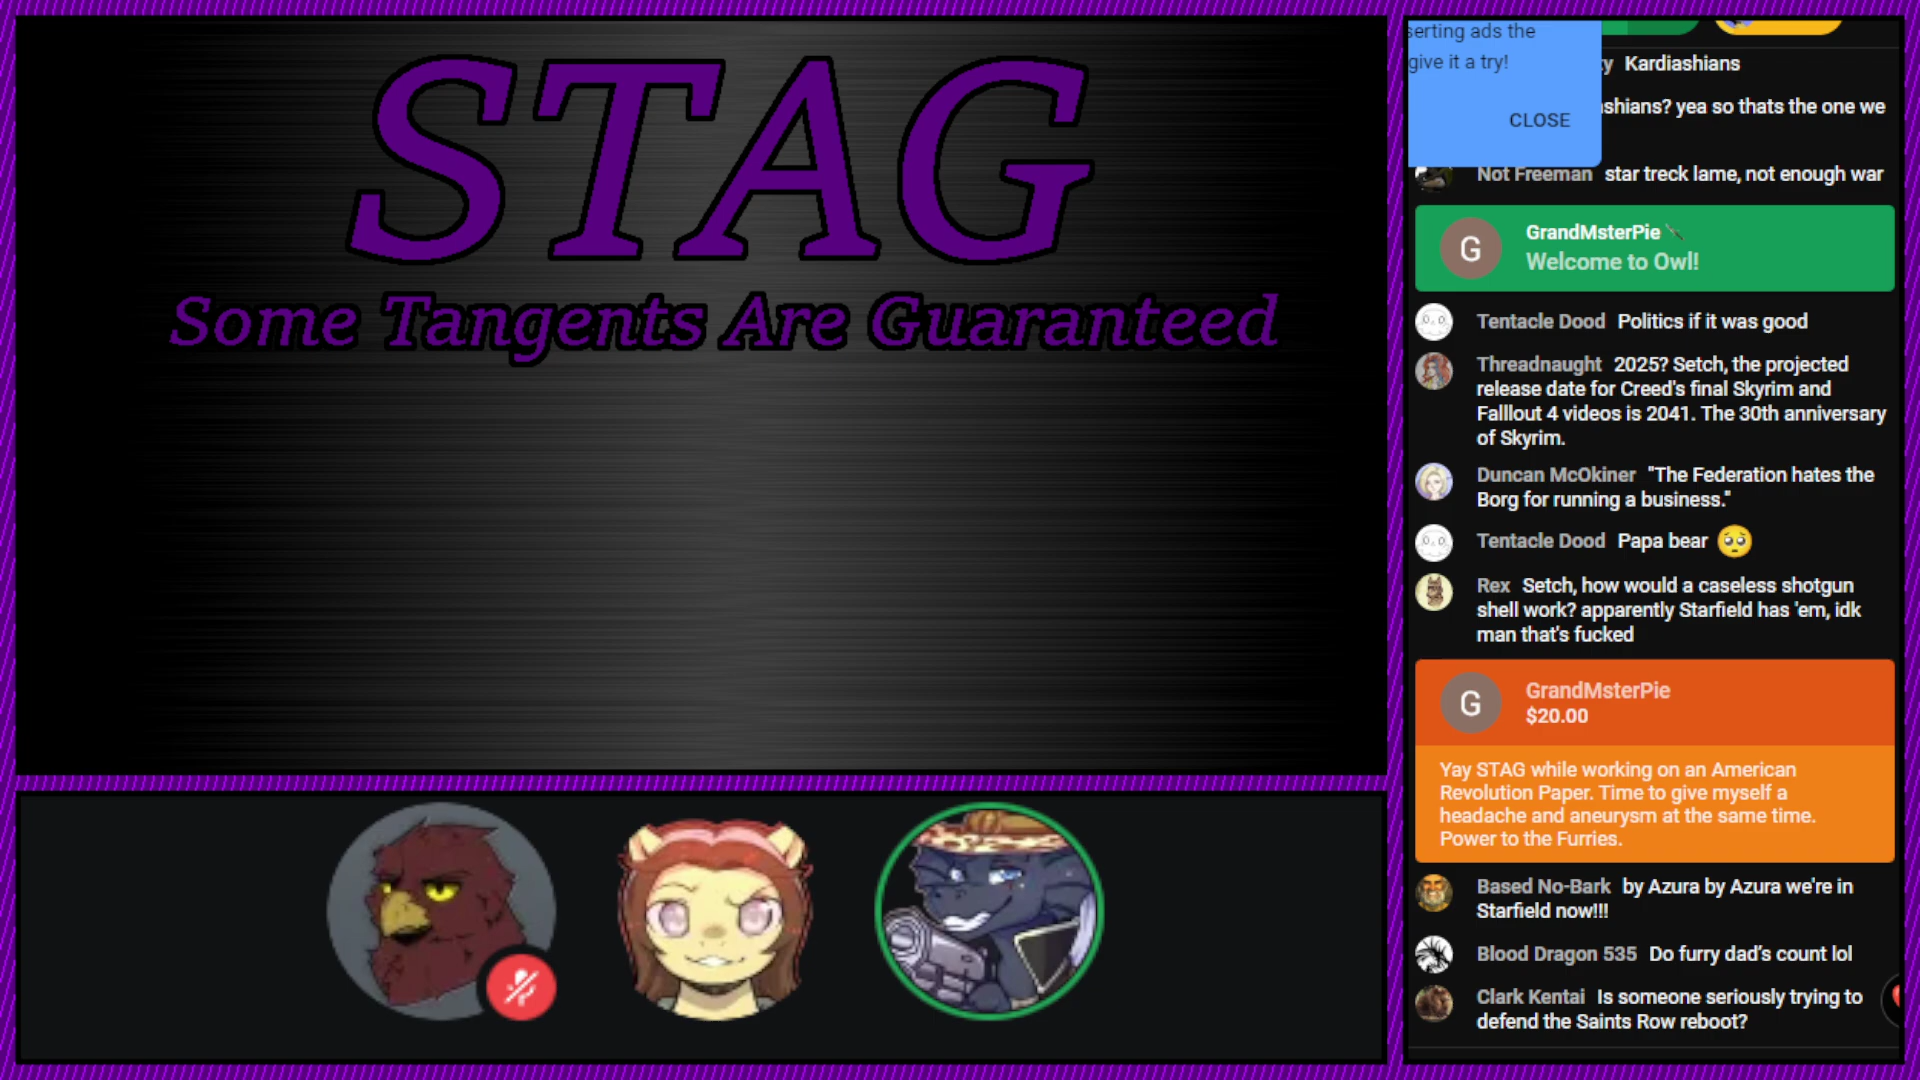 STAG
Some Tangents Are Guaranteed
serting ads the
give it a try!
CLOSE
y Kardiashians
shians? yea so thats the one we
Not Freeman star treck lame, not enough war
G
GrandMsterPie
Welcome to Owl!
Tentacle Dood Politics if it was good
Threadnaught 2025? Setch, the projected
release date for Creed's final Skyrim and
Falllout 4 videos is 2041. The 30th anniversary
of Skyrim.
Duncan McOkiner "The Federation hates the
Borg for running a business."
Tentacle Dood Papa bear 🥺
Rex Setch, how would a caseless shotgun
shell work? apparently Starfield has 'em, idk
man that's fucked
G
GrandMsterPie
$20.00
Yay STAG while working on an American
Revolution Paper. Time to give myself a
headache and aneurysm at the same time.
Power to the Furries.
Based No-Bark by Azura by Azura we're in
Starfield now!!!
Blood Dragon 535 Do furry dad's count lol
Clark Kentai Is someone seriously trying to
defend the Saints Row reboot?